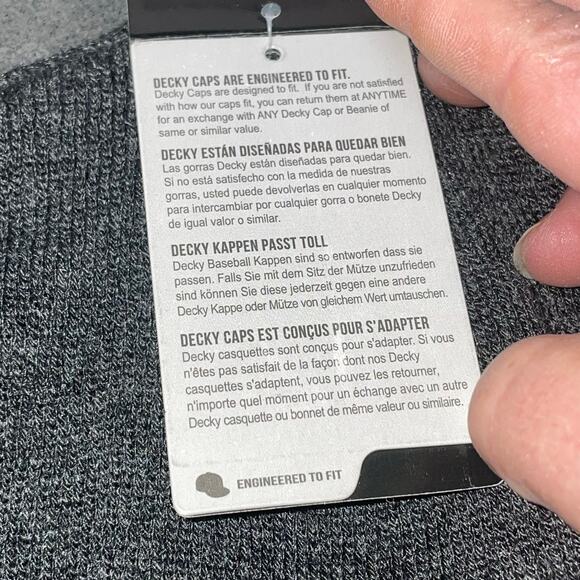 DECKY CAPS ARE ENGINEERED TO FIT.
Decky Caps are designed to fit. If you are not satisfied
with how our caps fit, you can return them at ANYTIME
for an exchange with ANY Decky Cap or Beanie of
same or similar value.
DECKY ESTÁN DISEÑADAS PARA QUEDAR BIEN
Las gorras Decky están diseñadas para quedar bien.
Si no está satisfecho con la medida de nuestras
gorras, usted puede devolverlas en cualquier momento
para intercambiar por cualquier gorra o bonete Decky
de igual valor o similar.
DECKY KAPPEN PASST TOLL
Decky Baseball Kappen sind so entworfen dass sie
passen. Falls Sie mit dem Sitz der Mütze unzufrieden
sind können Sie diese jederzeit gegen eine andere
Decky Kappe oder Mütze von gleichem Wert umtauschen.
DECKY CAPS EST CONÇUS POUR S'ADAPTER
Decky casquettes sont conçus pour s'adapter. Si vous
n'êtes pas satisfait de la façon dont nos Decky
casquettes s'adaptent, vous pouvez les retourner,
n'importe quel moment pour un échange avec un autre
Decky casquette ou bonnet de même valeur ou similaire.
ENGINEERED TO FIT